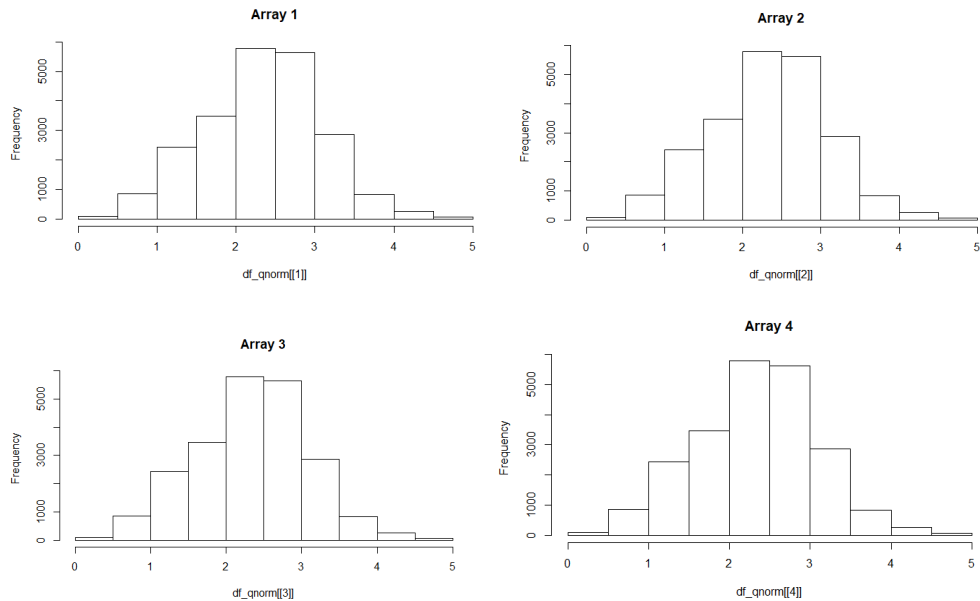 Array 1
Frequency
5000
3000
1000
0
0 1 2 3 4 5
df_qnorm[[1]]
Array 2
Frequency
5000
3000
1000
0
0 1 2 3 4 5
df_qnorm[[2]]
Array 3
Frequency
5000
3000
1000
0
0 1 2 3 4 5
df_qnorm[[3]]
Array 4
Frequency
5000
3000
1000
0
0 1 2 3 4 5
df_qnorm[[4]]